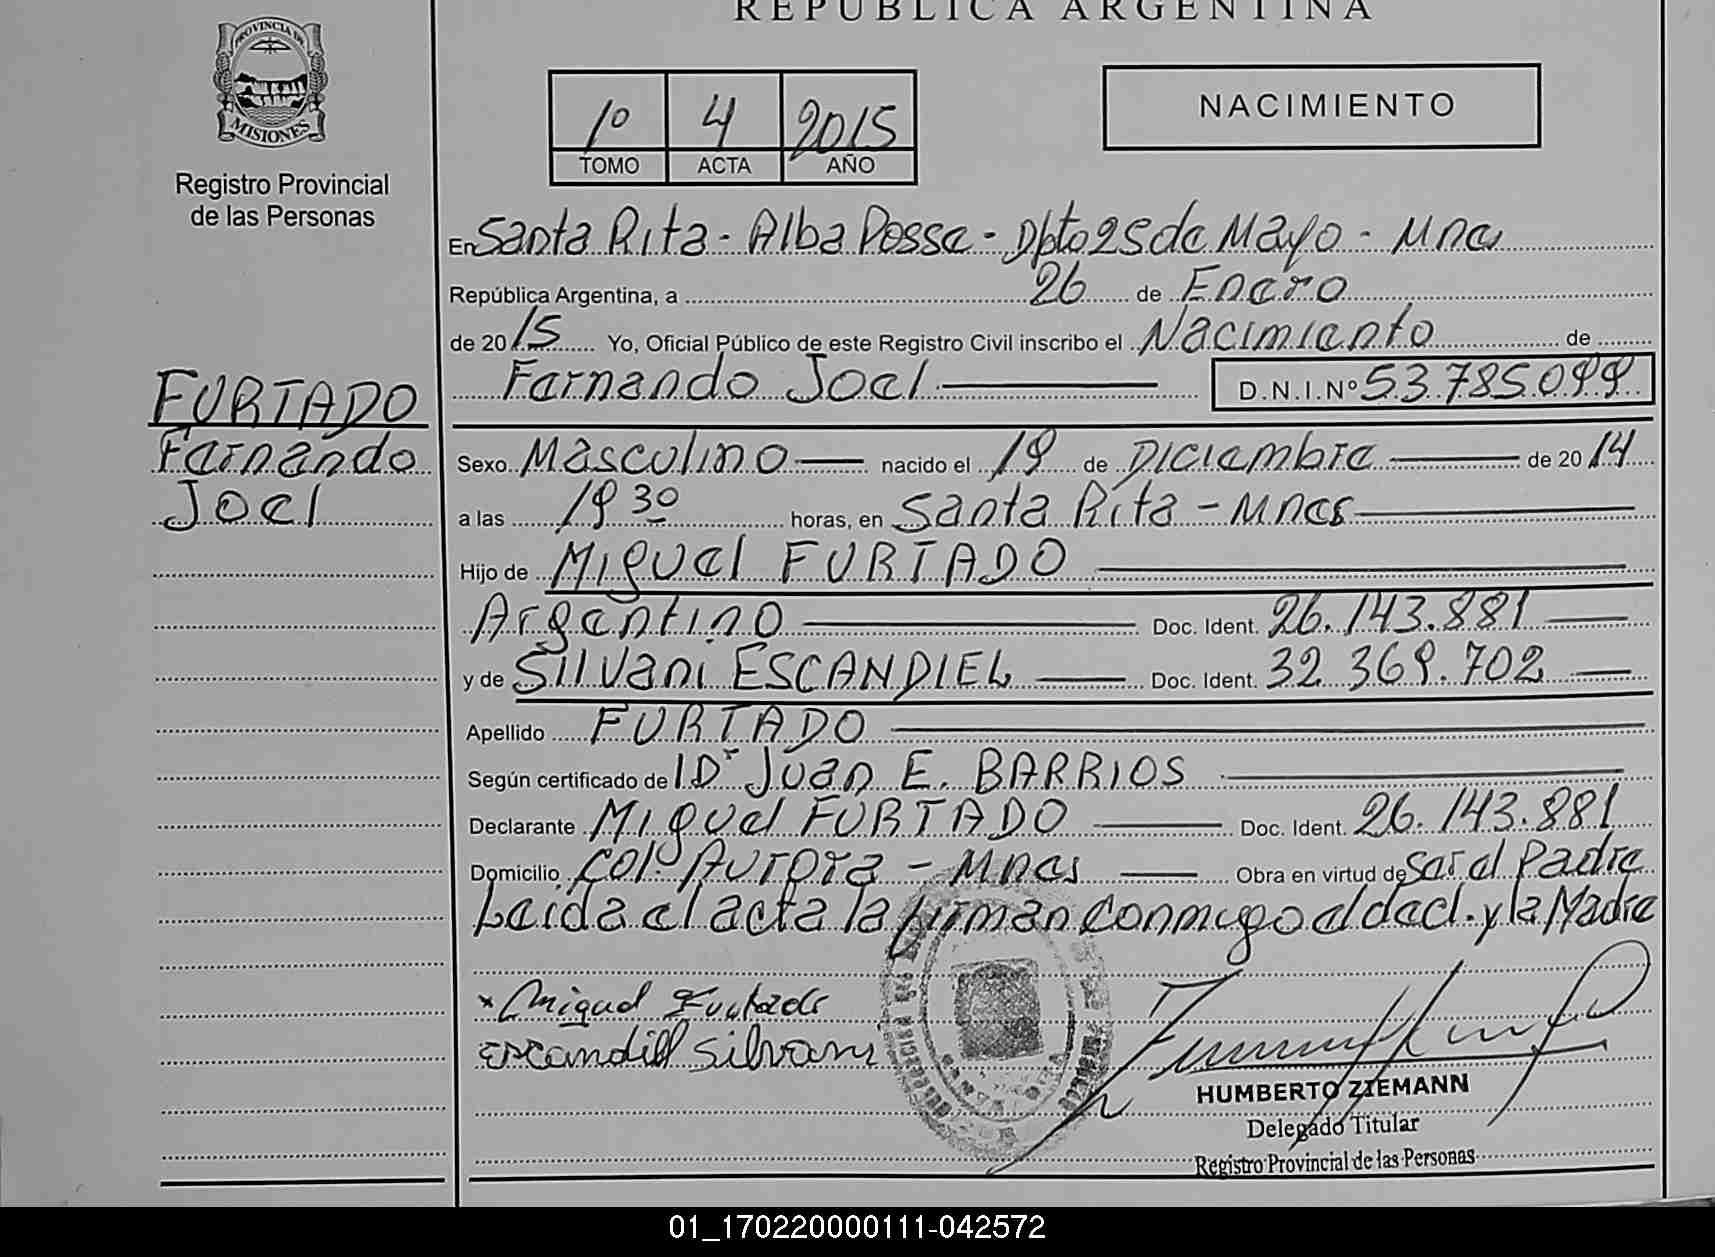 REPUBLICA ARGENTINA
PROVINCIA DE
MISIONES
Registro Provincial
de las Personas
1º 4 2015
TOMO ACTA AÑO
NACIMIENTO
En Santa Rita - Alba Posse - Dpto 25 de Mayo - Mnes
República Argentina, a 26 de Enero
de 2015 Yo, Oficial Público de este Registro Civil inscribo el Nacimiento de
Fernando Joel D.N.I.Nº 53.785.099
FURTADO
Fernando
Joel
Sexo Masculino nacido el 19 de Diciembre de 2014
a las 19 30 horas, en Santa Rita - Mnes
Hijo de Miguel FURTADO
Argentino Doc. Ident. 26.143.881
y de Silvani ESCANDIEL Doc. Ident. 32.369.702
Apellido FURTADO
Según certificado de Dr Juan E. BARRIOS
Declarante Miguel FURTADO Doc. Ident. 26.143.881
Domicilio Col. Aurora - Mnes Obra en virtud de Ser el Padre
Leida el acta la firman conmigo el decl. y la Madre
Miguel Furtado
Escandiel Silvani
HUMBERTO ZIEMANN
Delegado Titular
Registro Provincial de las Personas
01_170220000111-042572